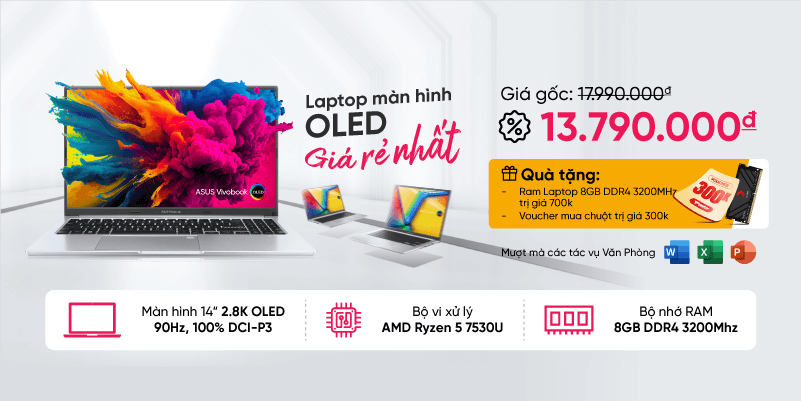 Laptop màn hình
OLED
Giá rẻ nhất
ASUS Vivobook
OLED
Giá gốc: 17.990.000đ
13.790.000đ
Quà tặng:
- Ram Laptop 8GB DDR4 3200MHz
trị giá 700k
- Voucher mua chuột trị giá 300k
300K
Mượt mà các tác vụ Văn Phòng
W X P
Màn hình 14” 2.8K OLED
90Hz, 100% DCI-P3
Bộ vi xử lý
AMD Ryzen 5 7530U
Bộ nhớ RAM
8GB DDR4 3200Mhz